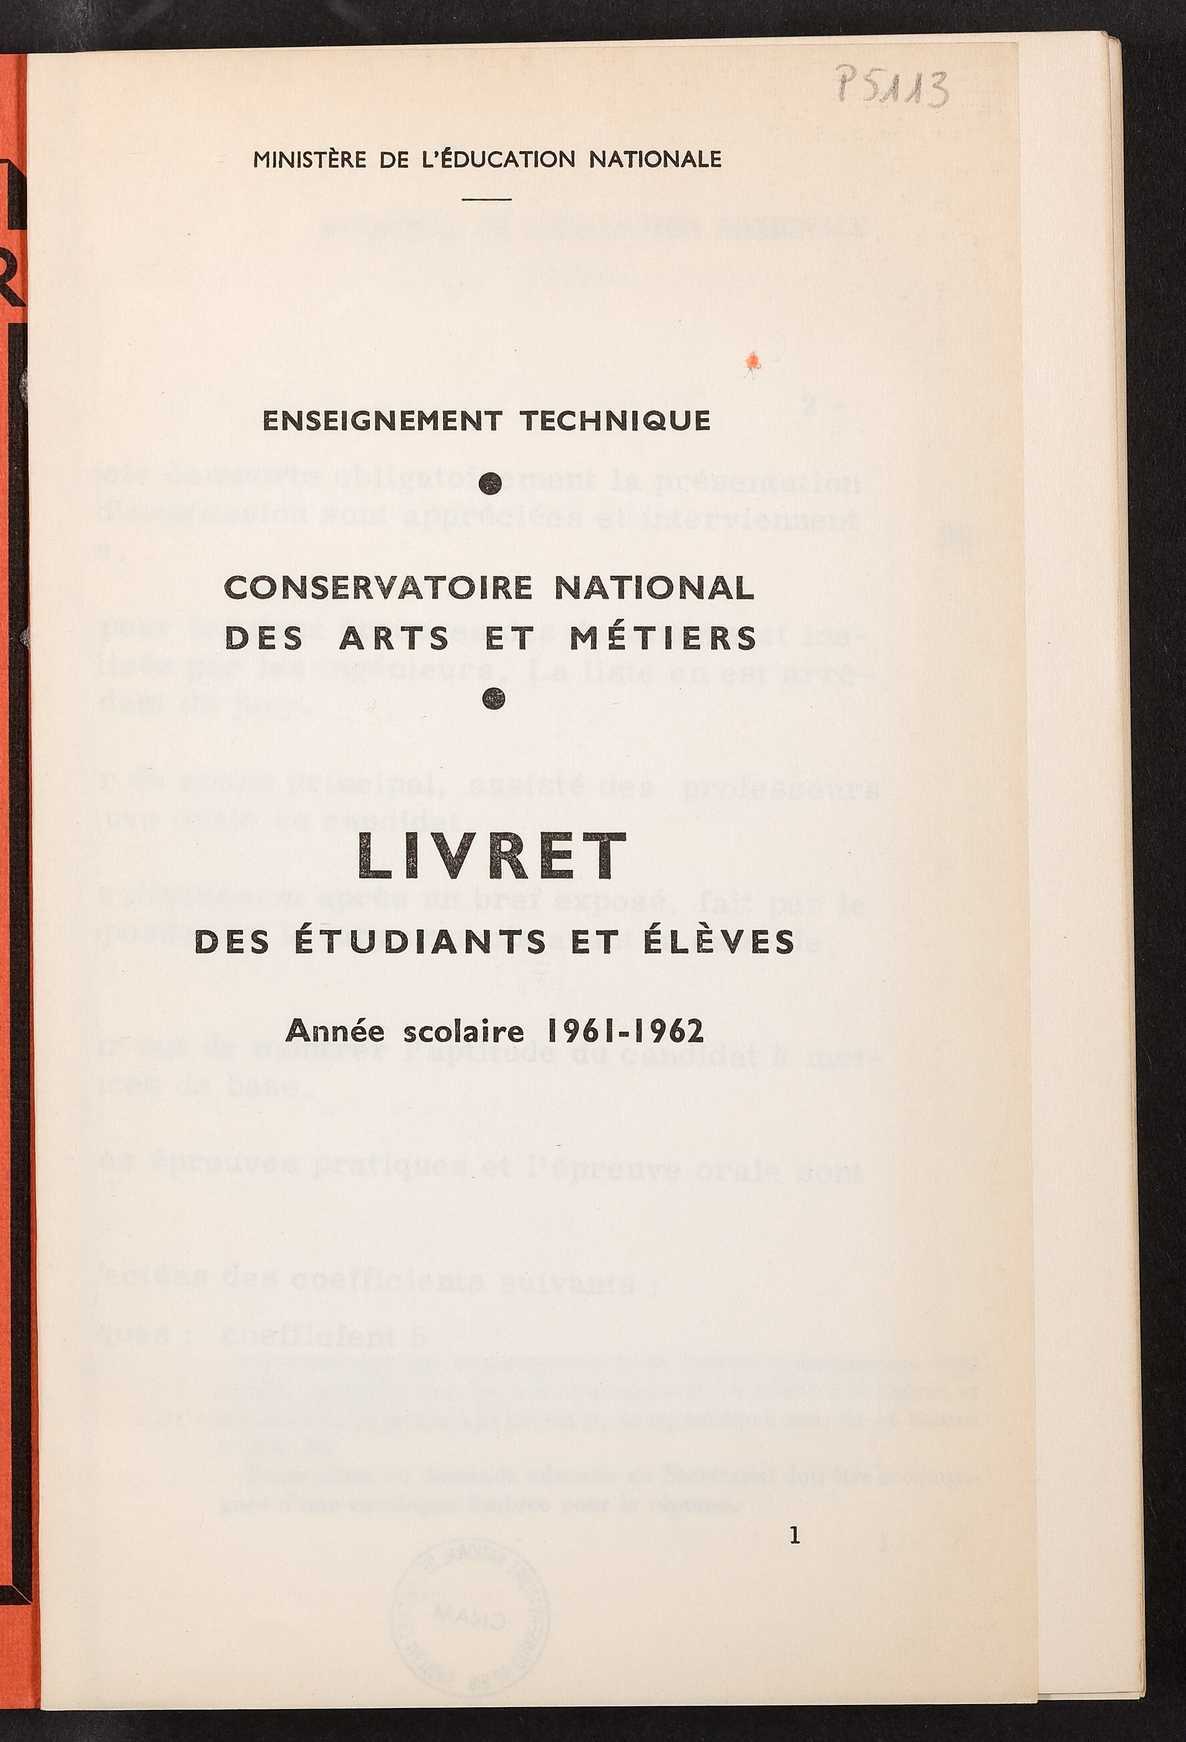 P5113
MINISTÈRE DE L'ÉDUCATION NATIONALE
ENSEIGNEMENT TECHNIQUE
CONSERVATOIRE NATIONAL
DES ARTS ET MÉTIERS
LIVRET
DES ÉTUDIANTS ET ÉLÈVES
Année scolaire 1961-1962
1
R